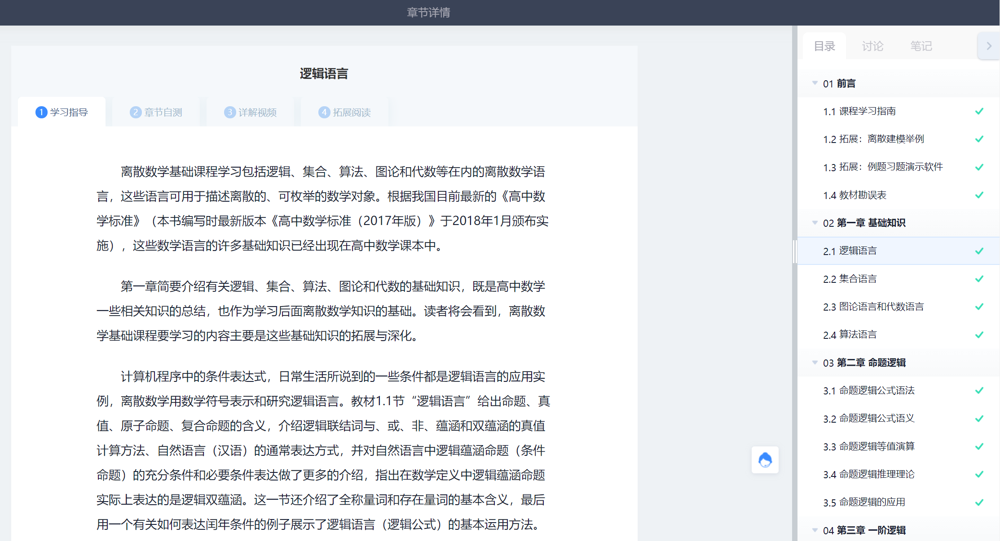 章节详情
逻辑语言
1 学习指导
2 章节自测
3 详解视频
4 拓展阅读
离散数学基础课程学习包括逻辑、集合、算法、图论和代数等在内的离散数学语
言，这些语言可用于描述离散的、可枚举的数学对象。根据我国目前最新的《高中数
学标准》（本书编写时最新版本《高中数学标准（2017年版）》于2018年1月颁布实
施），这些数学语言的许多基础知识已经出现在高中数学课本中。
第一章简要介绍有关逻辑、集合、算法、图论和代数的基础知识，既是高中数学
一些相关知识的总结，也作为学习后面离散数学知识的基础。读者将会看到，离散数
学基础课程要学习的内容主要是这些基础知识的拓展与深化。
计算机程序中的条件表达式，日常生活所说到的一些条件都是逻辑语言的应用实
例，离散数学用数学符号表示和研究逻辑语言。教材1.1节“逻辑语言”给出命题、真
值、原子命题、复合命题的含义，介绍逻辑联结词与、或、非、蕴涵和双蕴涵的真值
计算方法、自然语言（汉语）的通常表达方式，并对自然语言中逻辑蕴涵命题（条件
命题）的充分条件和必要条件表达做了更多的介绍，指出在数学定义中逻辑蕴涵命题
实际上表达的是逻辑双蕴涵。这一节还介绍了全称量词和存在量词的基本含义，最后
用一个有关如何表达闰年条件的例子展示了逻辑语言（逻辑公式）的基本运用方法。
目录
讨论
笔记
01 前言
1.1 课程学习指南
1.2 拓展：离散建模举例
1.3 拓展：例题习题演示软件
1.4 教材勘误表
02 第一章 基础知识
2.1 逻辑语言
2.2 集合语言
2.3 图论语言和代数语言
2.4 算法语言
03 第二章 命题逻辑
3.1 命题逻辑公式语法
3.2 命题逻辑公式语义
3.3 命题逻辑等值演算
3.4 命题逻辑推理理论
3.5 命题逻辑的应用
04 第三章 一阶逻辑